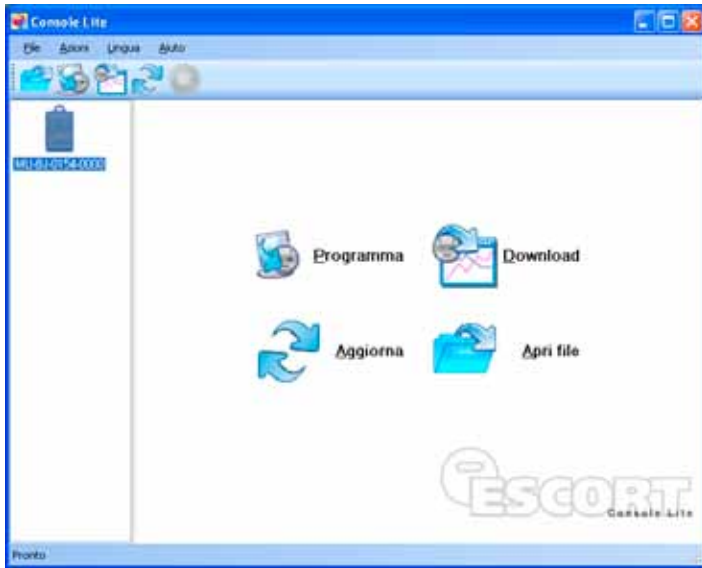 Console Lite
File Azioni Lingua Aiuto
Programma Download
Aggiorna Apri file
ESCORT
Console Lite
Pronto